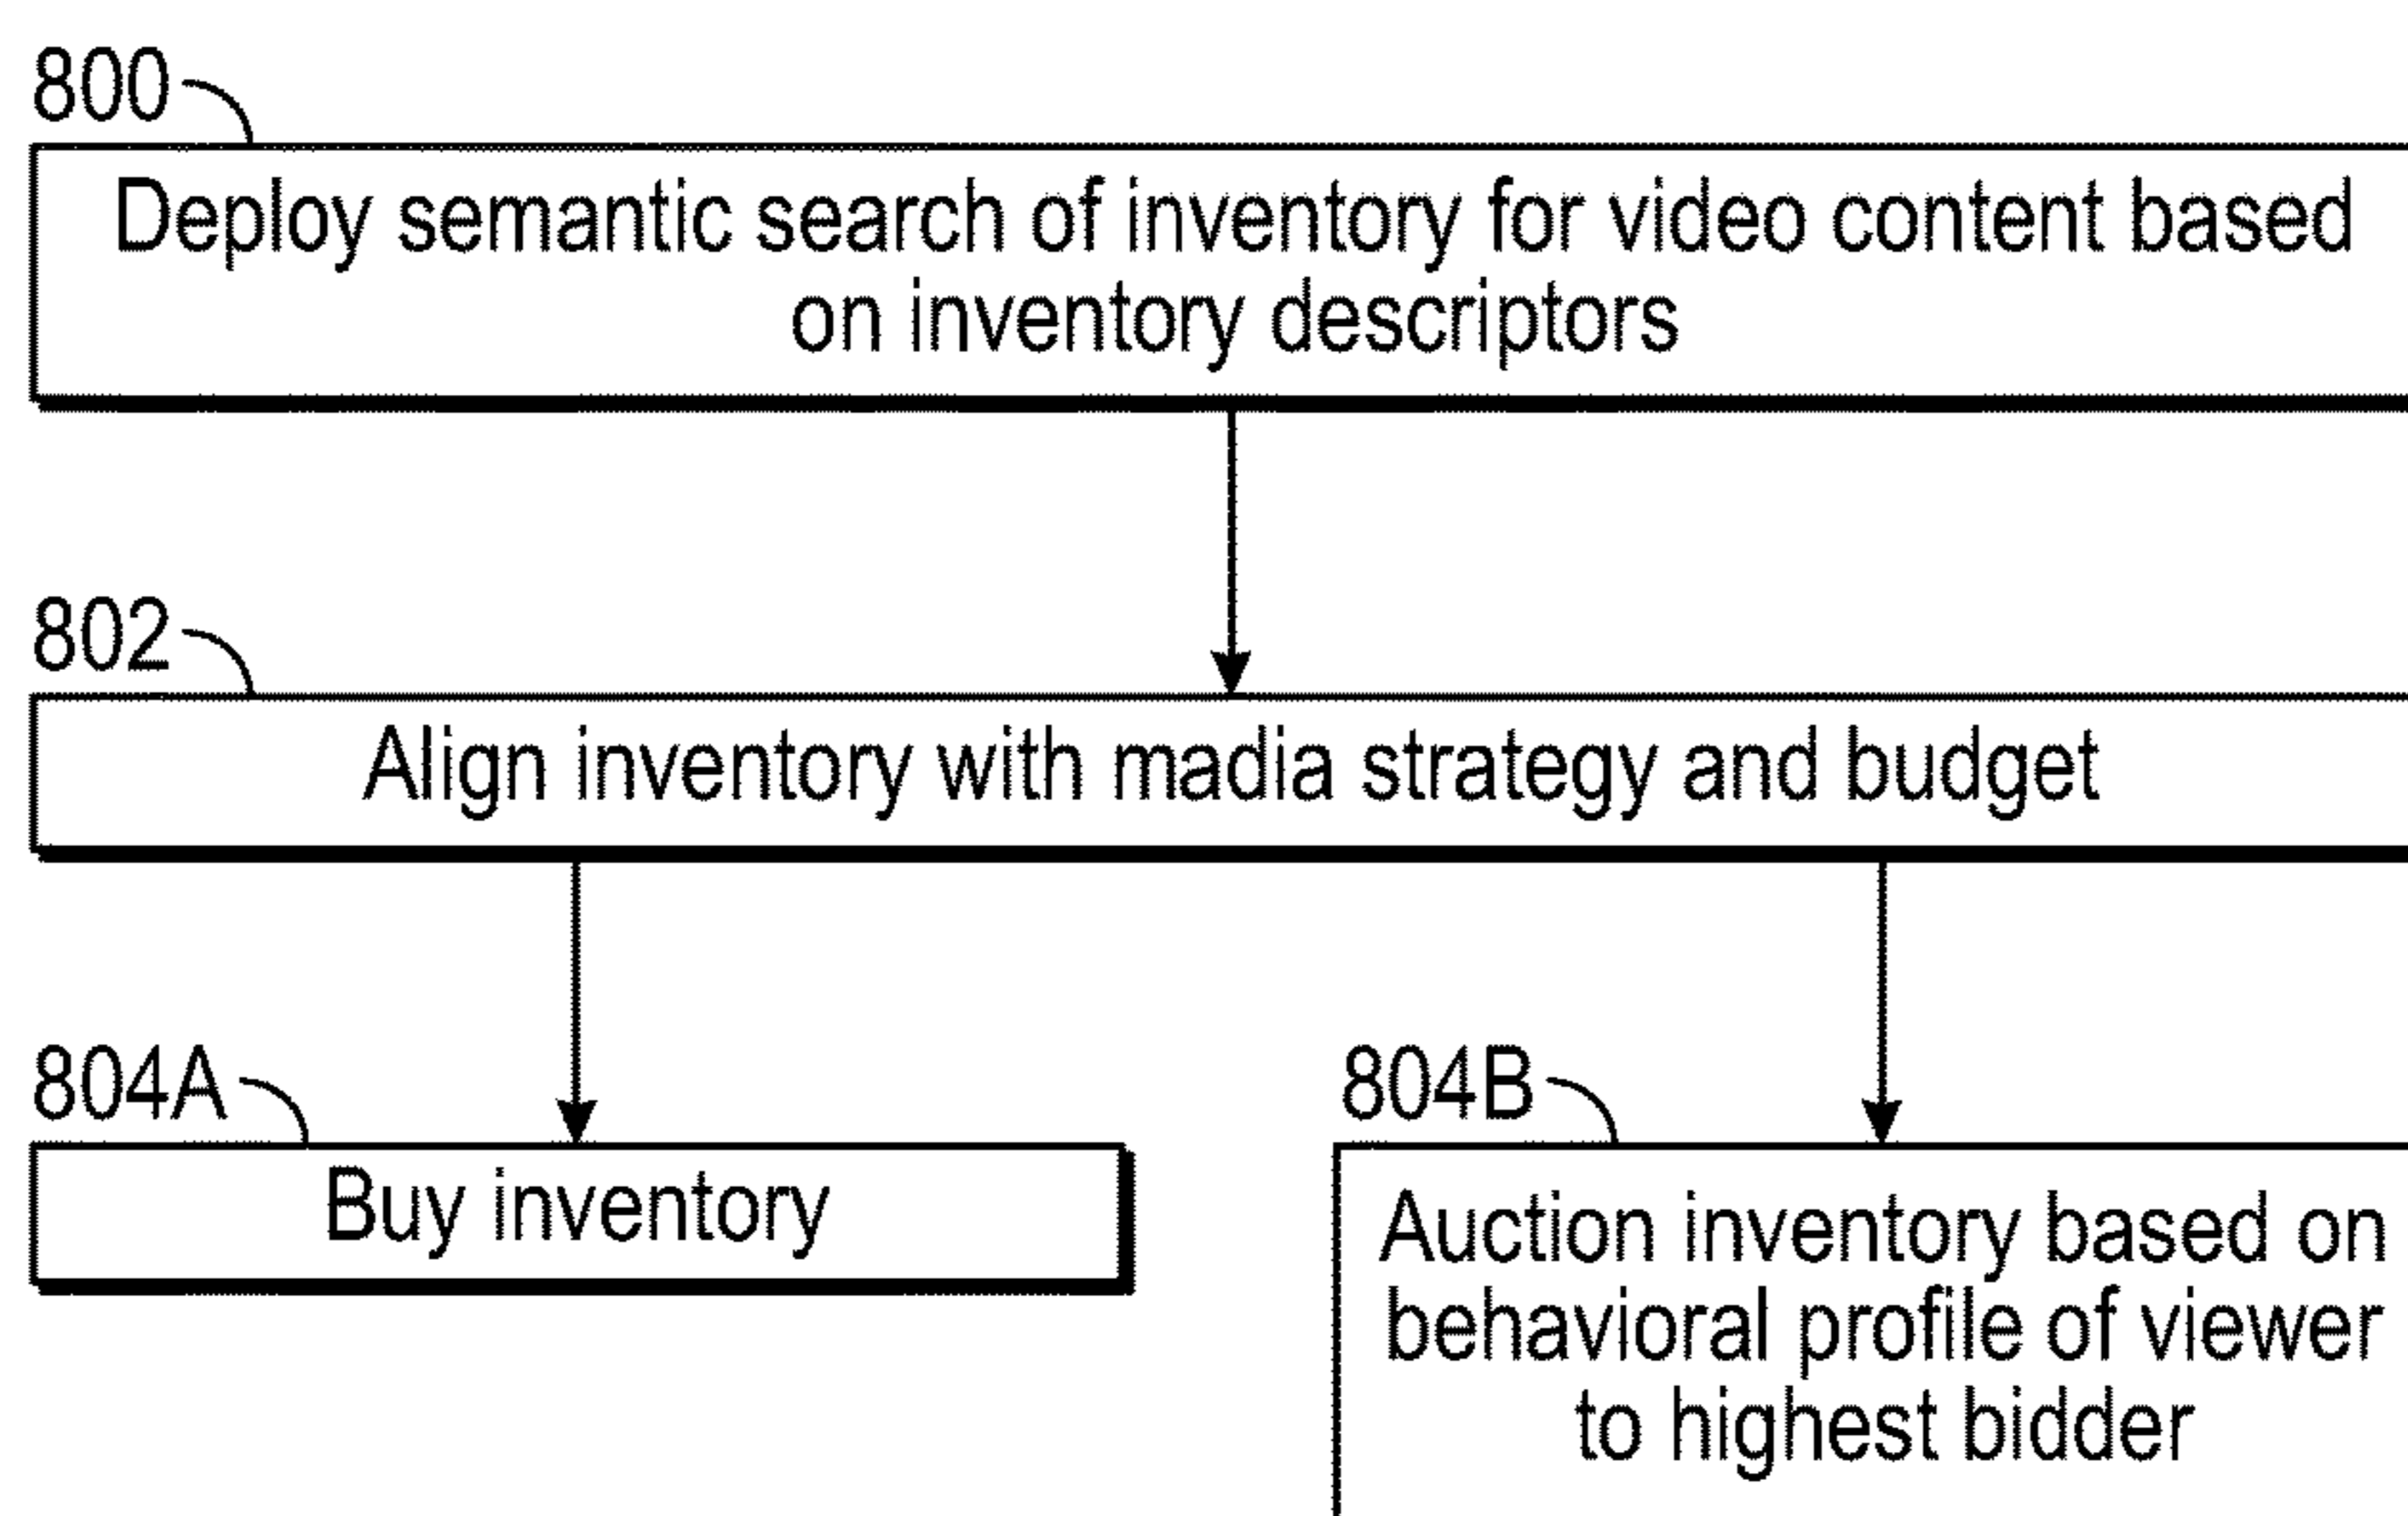 800
Deploy semantic search of inventory for video content based
on inventory descriptors
802
Align inventory with madia strategy and budget
804A
Buy inventory
804B
Auction inventory based on
behavioral profile of viewer
to highest bidder